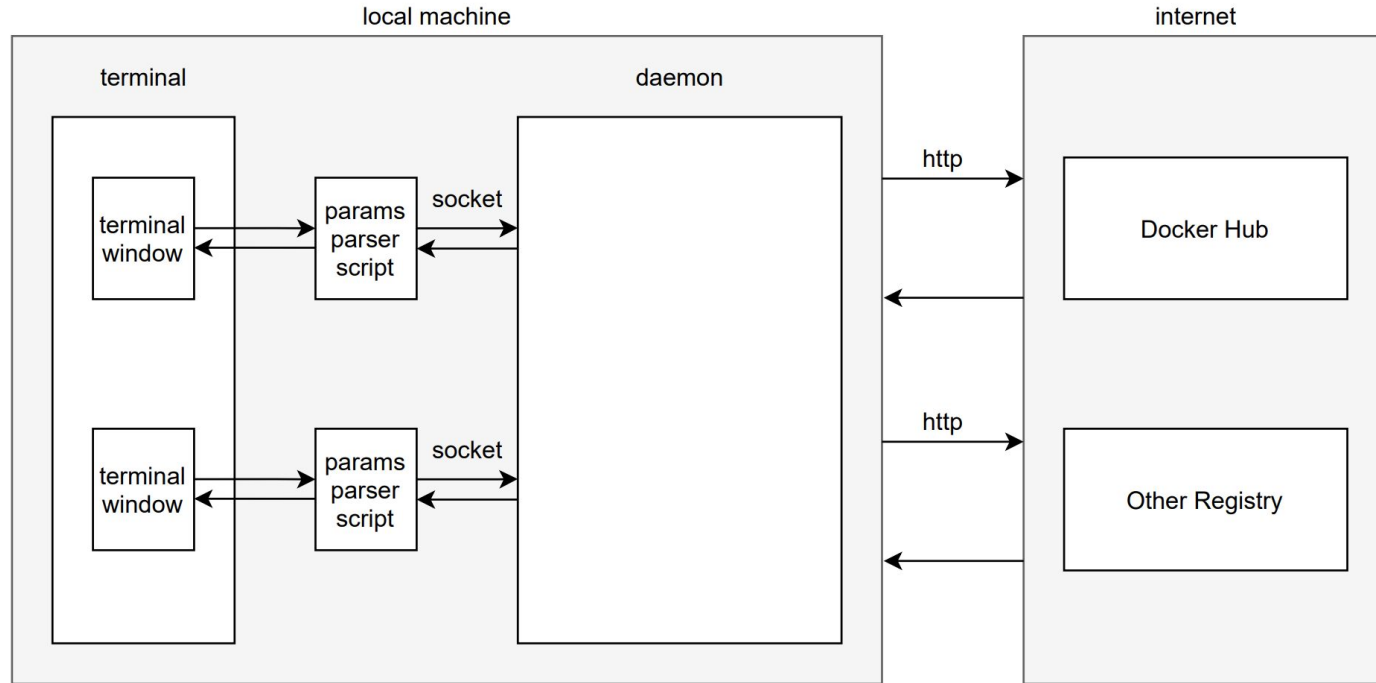 local machine
internet
terminal
daemon
http
terminal
window
params
parser
script
socket
Docker Hub
http
terminal
window
params
parser
script
socket
Other Registry